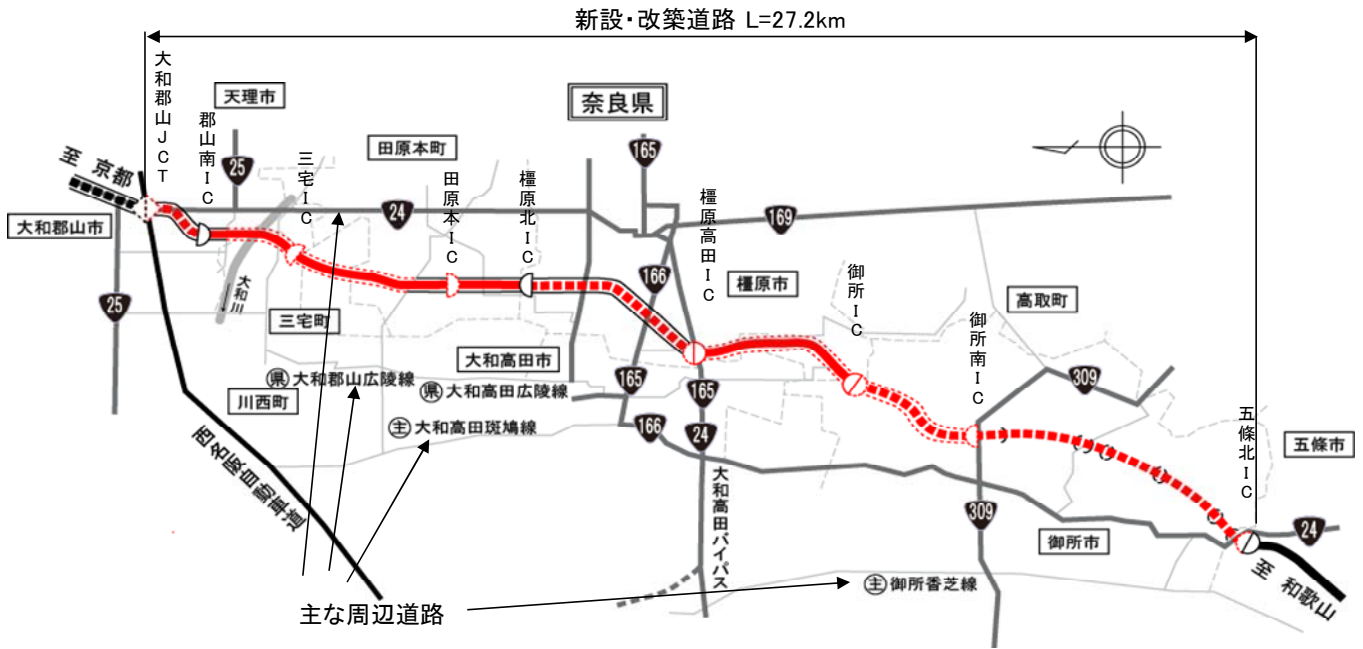 新設・改築道路 L=27.2km
大和郡山JCT
天理市
郡山南IC
奈良県
田原本町
三宅IC
165
至 京都
25
田原本IC
橿原北IC
橿原高田IC
24
169
大和郡山市
大和川
166
橿原市
御所IC
高取町
25
三宅町
大和高田市
御所南IC
県 大和郡山広陵線
県 大和高田広陵線
165
165
309
川西町
主 大和高田斑鳩線
166
24
五條北IC
五條市
西名阪自動車道
大和高田バイパス
309
御所市
24
至 和歌山
主な周辺道路
主 御所香芝線